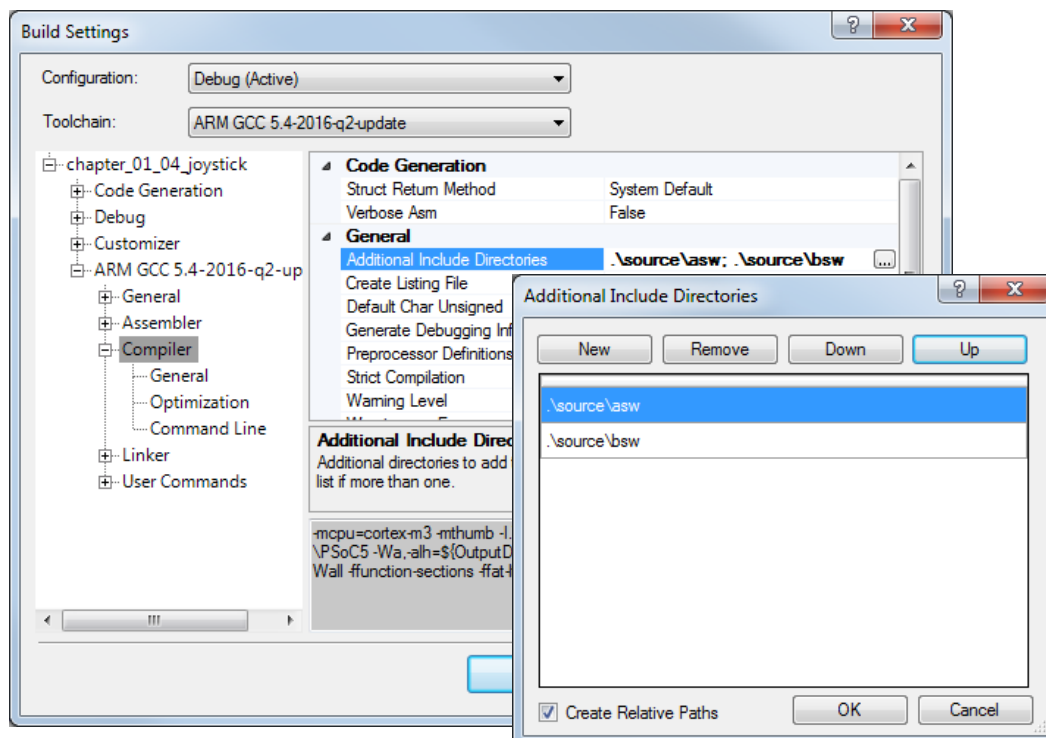 Build Settings
Configuration: Debug (Active)
Toolchain: ARM GCC 5.4-2016-q2-update
chapter_01_04_joystick
Code Generation
Debug
Customizer
ARM GCC 5.4-2016-q2-up
General
Assembler
Compiler
General
Optimization
Command Line
Linker
User Commands
Code Generation
Struct Return Method System Default
Verbose Asm False
General
Additional Include Directories .\source\asw; .\source\bsw ...
Create Listing File
Default Char Unsigned
Generate Debugging Inf
Preprocessor Definitions
Strict Compilation
Warning Level
Additional Include Direc
Additional directories to add
list if more than one.
-mcpu=cortex-m3 -mthumb -I.
\PSoC5 -Wa,-alh=${OutputD
Wall -ffunction-sections -ffat-l
Additional Include Directories
New Remove Down Up
.\source\asw
.\source\bsw
Create Relative Paths OK Cancel